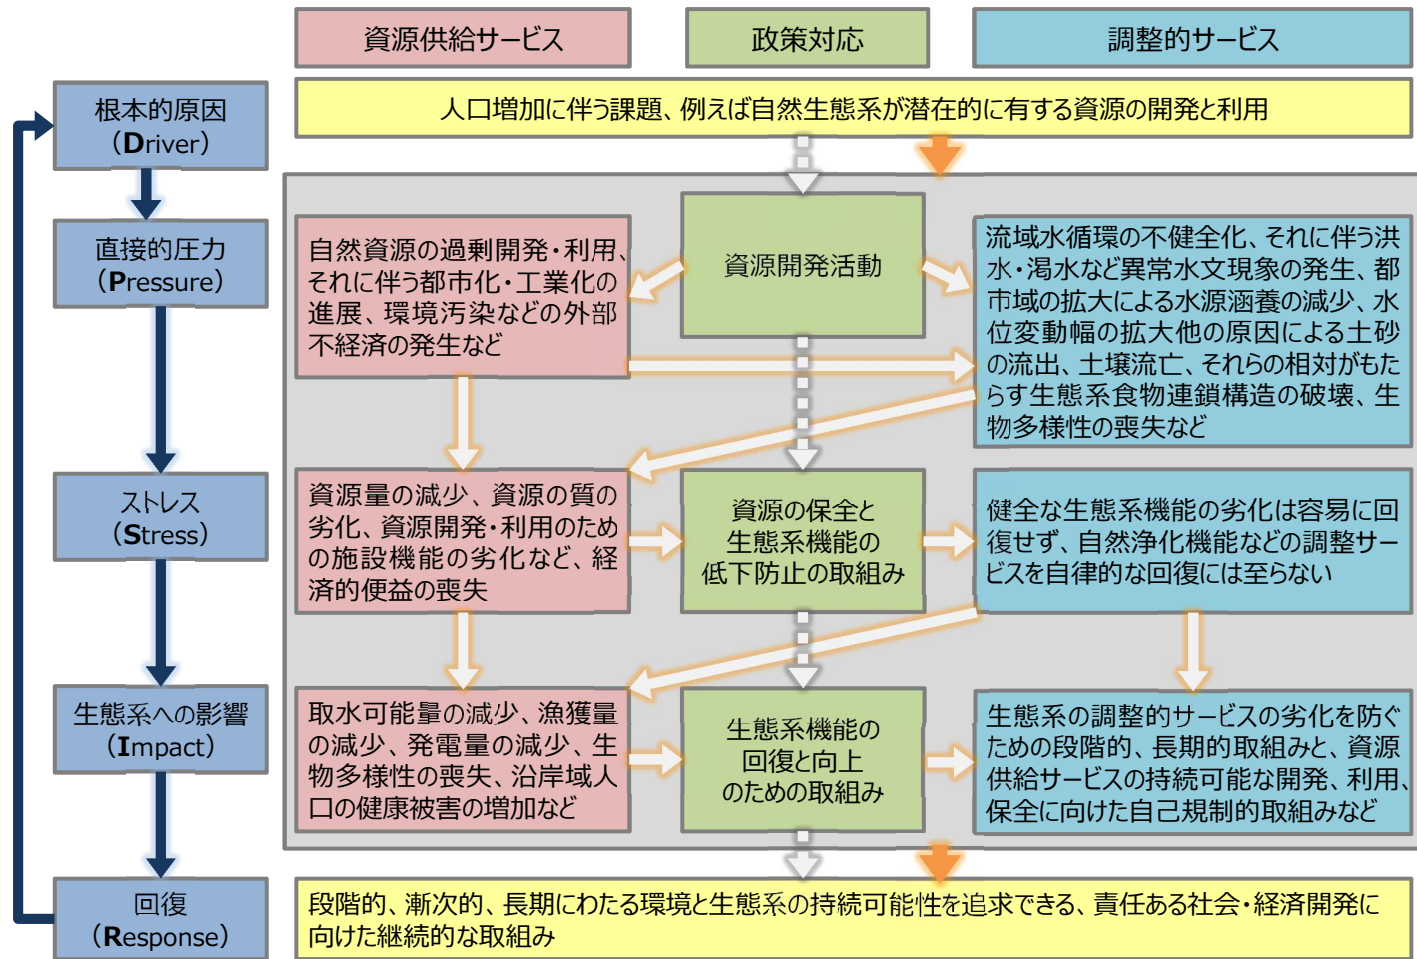 資源供給サービス
政策対応
調整的サービス
根本的原因
（Driver）
人口増加に伴う課題、例えば自然生態系が潜在的に有する資源の開発と利用
直接的圧力
（Pressure）
自然資源の過剰開発・利用、
それに伴う都市化・工業化の
進展、環境汚染などの外部
不経済の発生など
資源開発活動
流域水循環の不健全化、それに伴う洪
水・渇水など異常水文現象の発生、都
市域の拡大による水源涵養の減少、水
位変動幅の拡大他の原因による土砂
の流出、土壌流亡、それらの相対がもた
らす生態系食物連鎖構造の破壊、生
物多様性の喪失など
ストレス
（Stress）
資源量の減少、資源の質の
劣化、資源開発・利用のため
の施設機能の劣化など、経
済的便益の喪失
資源の保全と
生態系機能の
低下防止の取組み
健全な生態系機能の劣化は容易に回
復せず、自然浄化機能などの調整サー
ビスを自律的な回復には至らない
生態系への影響
（Impact）
取水可能量の減少、漁獲量
の減少、発電量の減少、生
物多様性の喪失、沿岸域人
口の健康被害の増加など
生態系機能の
回復と向上
のための取組み
生態系の調整的サービスの劣化を防ぐ
ための段階的、長期的取組みと、資源
供給サービスの持続可能な開発、利用、
保全に向けた自己規制的取組みなど
回復
（Response）
段階的、漸次的、長期にわたる環境と生態系の持続可能性を追求できる、責任ある社会・経済開発に
向けた継続的な取組み